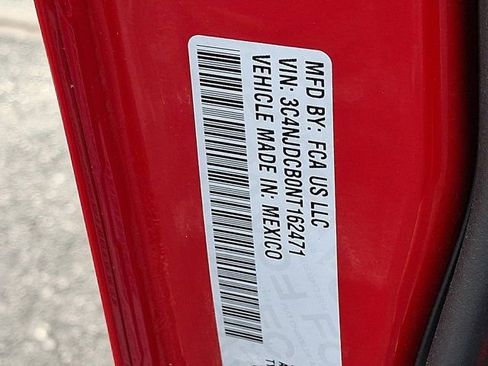 MFD BY: FCA US LLC
VIN: 3C4NJDCB0NT162471
VEHICLE MADE IN: MEXICO